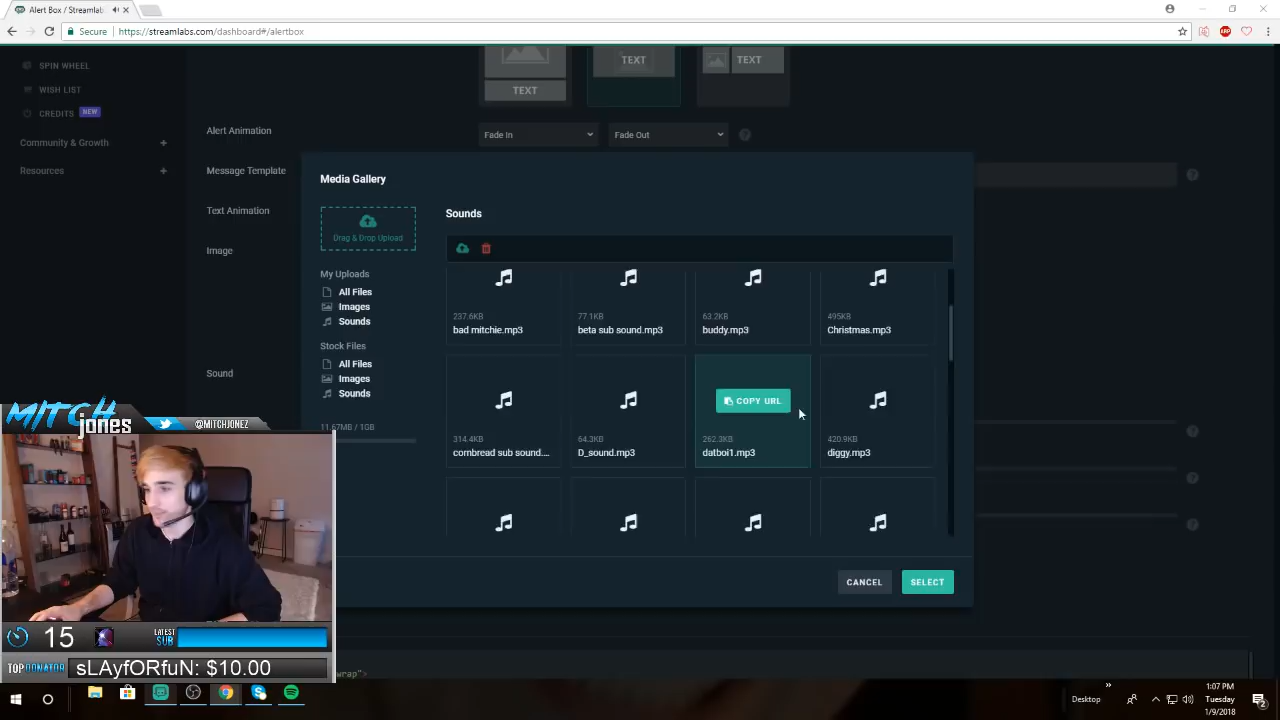 Alert Box / Streamlab
Secure
https://streamlabs.com/dashboard#/alertbox
SPIN WHEEL
WISH LIST
CREDITS NEW
Community & Growth
Resources
TEXT
TEXT
TEXT
Alert Animation
Fade In
Fade Out
Message Template
Text Animation
Image
Sound
Media Gallery
Drag & Drop Upload
My Uploads
All Files
Images
Sounds
Stock Files
All Files
Images
Sounds
11.67MB / 1GB
Sounds
237.6KB
bad mitchie.mp3
77.1KB
beta sub sound.mp3
63.2KB
buddy.mp3
495KB
Christmas.mp3
314.4KB
cornbread sub sound....
64.3KB
D_sound.mp3
COPY URL
262.3KB
datboi1.mp3
420.9KB
diggy.mp3
CANCEL
SELECT
wrap">
MITCH
jones
@MITCHJONEZ
15
LATEST
SUB
TOP DONATOR
sLAyfORfuN: $10.00
Desktop
1:07 PM
Tuesday
1/9/2018
2